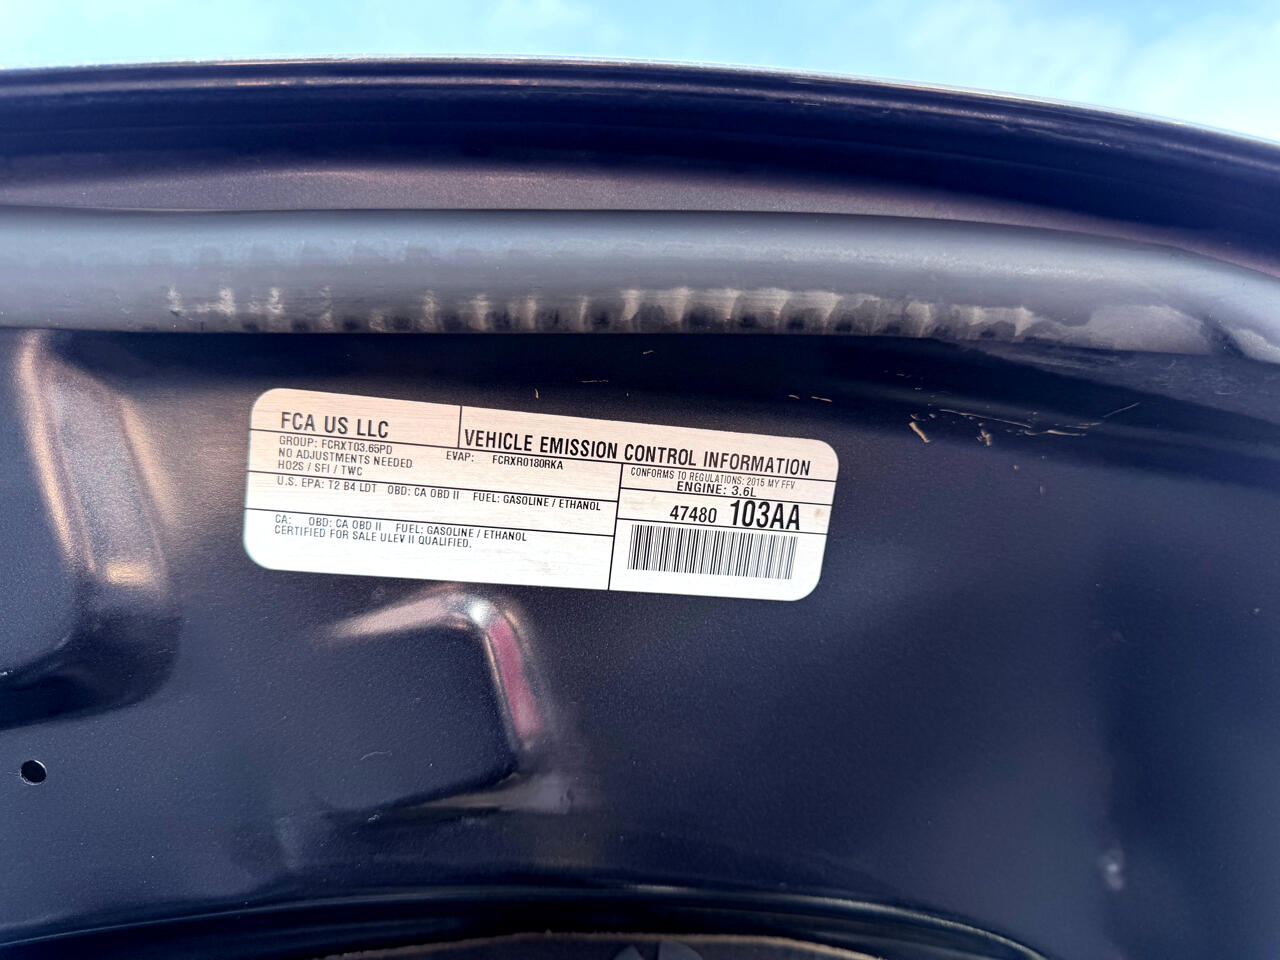 FCA US LLC
VEHICLE EMISSION CONTROL INFORMATION
GROUP: FCRXT03.65PD
EVAP: FCRXR0180RKA
NO ADJUSTMENTS NEEDED
HO2S / SFI / TWC
CONFORMS TO REGULATIONS: 2015 MY FFV
ENGINE: 3.6L
U.S. EPA: T2 B4 LDT OBD: CA OBD II FUEL: GASOLINE / ETHANOL
47480 103AA
CA: OBD: CA OBD II FUEL: GASOLINE / ETHANOL
CERTIFIED FOR SALE ULEV II QUALIFIED.